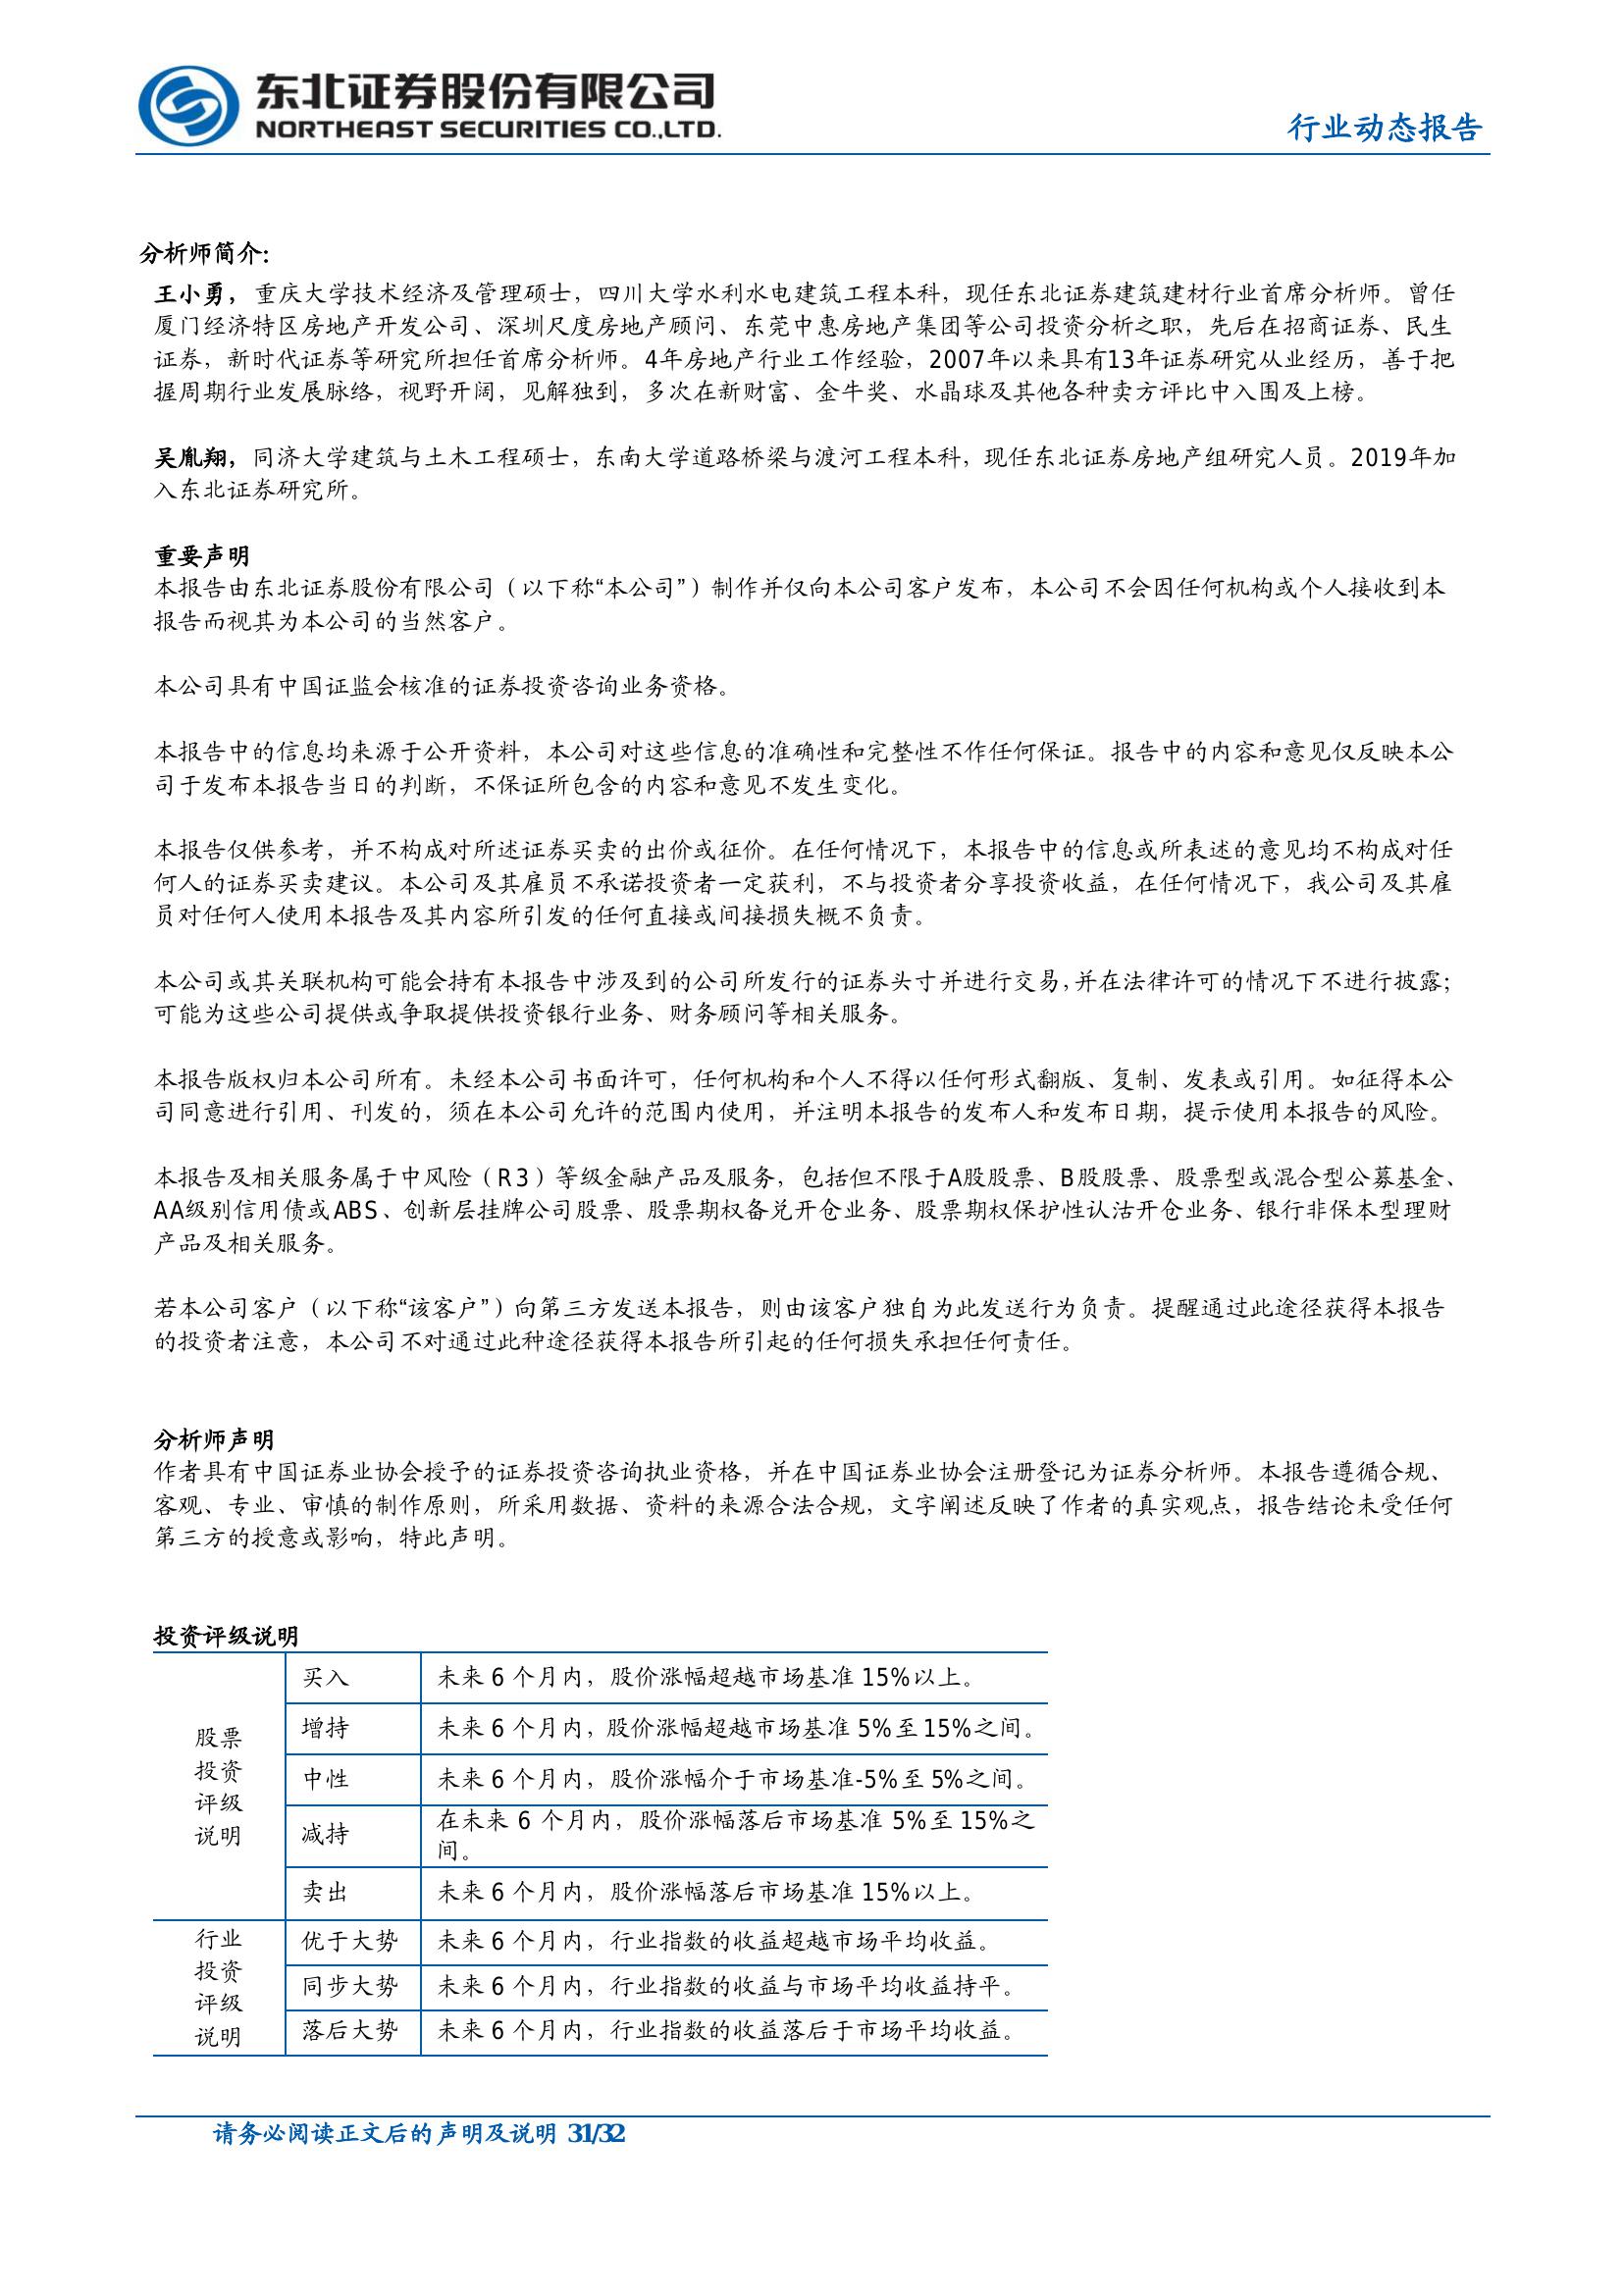 东北证券股份有限公司
NORTHEAST SECURITIES CO.,LTD.
行业动态报告
分析师简介:
王小勇，重庆大学技术经济及管理硕士，四川大学水利水电建筑工程本科，现任东北证券建筑建材行业首席分析师。曾任
厦门经济特区房地产开发公司、深圳尺度房地产顾问、东莞中惠房地产集团等公司投资分析之职，先后在招商证券、民生
证券，新时代证券等研究所担任首席分析师。4年房地产行业工作经验，2007年以来具有13年证券研究从业经历，善于把
握周期行业发展脉络，视野开阔，见解独到，多次在新财富、金牛奖、水晶球及其他各种卖方评比中入围及上榜。
吴胤翔，同济大学建筑与土木工程硕士，东南大学道路桥梁与渡河工程本科，现任东北证券房地产组研究人员。2019年加
入东北证券研究所。
重要声明
本报告由东北证券股份有限公司（以下称“本公司”）制作并仅向本公司客户发布，本公司不会因任何机构或个人接收到本
报告而视其为本公司的当然客户。
本公司具有中国证监会核准的证券投资咨询业务资格。
本报告中的信息均来源于公开资料，本公司对这些信息的准确性和完整性不作任何保证。报告中的内容和意见仅反映本公
司于发布本报告当日的判断，不保证所包含的内容和意见不发生变化。
本报告仅供参考，并不构成对所述证券买卖的出价或征价。在任何情况下，本报告中的信息或所表述的意见均不构成对任
何人的证券买卖建议。本公司及其雇员不承诺投资者一定获利，不与投资者分享投资收益，在任何情况下，我公司及其雇
员对任何人使用本报告及其内容所引发的任何直接或间接损失概不负责。
本公司或其关联机构可能会持有本报告中涉及到的公司所发行的证券头寸并进行交易，并在法律许可的情况下不进行披露；
可能为这些公司提供或争取提供投资银行业务、财务顾问等相关服务。
本报告版权归本公司所有。未经本公司书面许可，任何机构和个人不得以任何形式翻版、复制、发表或引用。如征得本公
司同意进行引用、刊发的，须在本公司允许的范围内使用，并注明本报告的发布人和发布日期，提示使用本报告的风险。
本报告及相关服务属于中风险（R3）等级金融产品及服务，包括但不限于A股股票、B股股票、股票型或混合型公募基金、
AA级别信用债或ABS、创新层挂牌公司股票、股票期权备兑开仓业务、股票期权保护性认沽开仓业务、银行非保本型理财
产品及相关服务。
若本公司客户（以下称“该客户”）向第三方发送本报告，则由该客户独自为此发送行为负责。提醒通过此途径获得本报告
的投资者注意，本公司不对通过此种途径获得本报告所引起的任何损失承担任何责任。
分析师声明
作者具有中国证券业协会授予的证券投资咨询执业资格，并在中国证券业协会注册登记为证券分析师。本报告遵循合规、
客观、专业、审慎的制作原则，所采用数据、资料的来源合法合规，文字阐述反映了作者的真实观点，报告结论未受任何
第三方的授意或影响，特此声明。
投资评级说明
股票
投资
评级
说明
买入 未来 6 个月内，股价涨幅超越市场基准 15%以上。
增持 未来 6 个月内，股价涨幅超越市场基准 5%至 15%之间。
中性 未来 6 个月内，股价涨幅介于市场基准-5%至 5%之间。
减持 在未来 6 个月内，股价涨幅落后市场基准 5%至 15%之
间。
卖出 未来 6 个月内，股价涨幅落后市场基准 15%以上。
行业
投资
评级
说明
优于大势 未来 6 个月内，行业指数的收益超越市场平均收益。
同步大势 未来 6 个月内，行业指数的收益与市场平均收益持平。
落后大势 未来 6 个月内，行业指数的收益落后于市场平均收益。
请务必阅读正文后的声明及说明 31/32